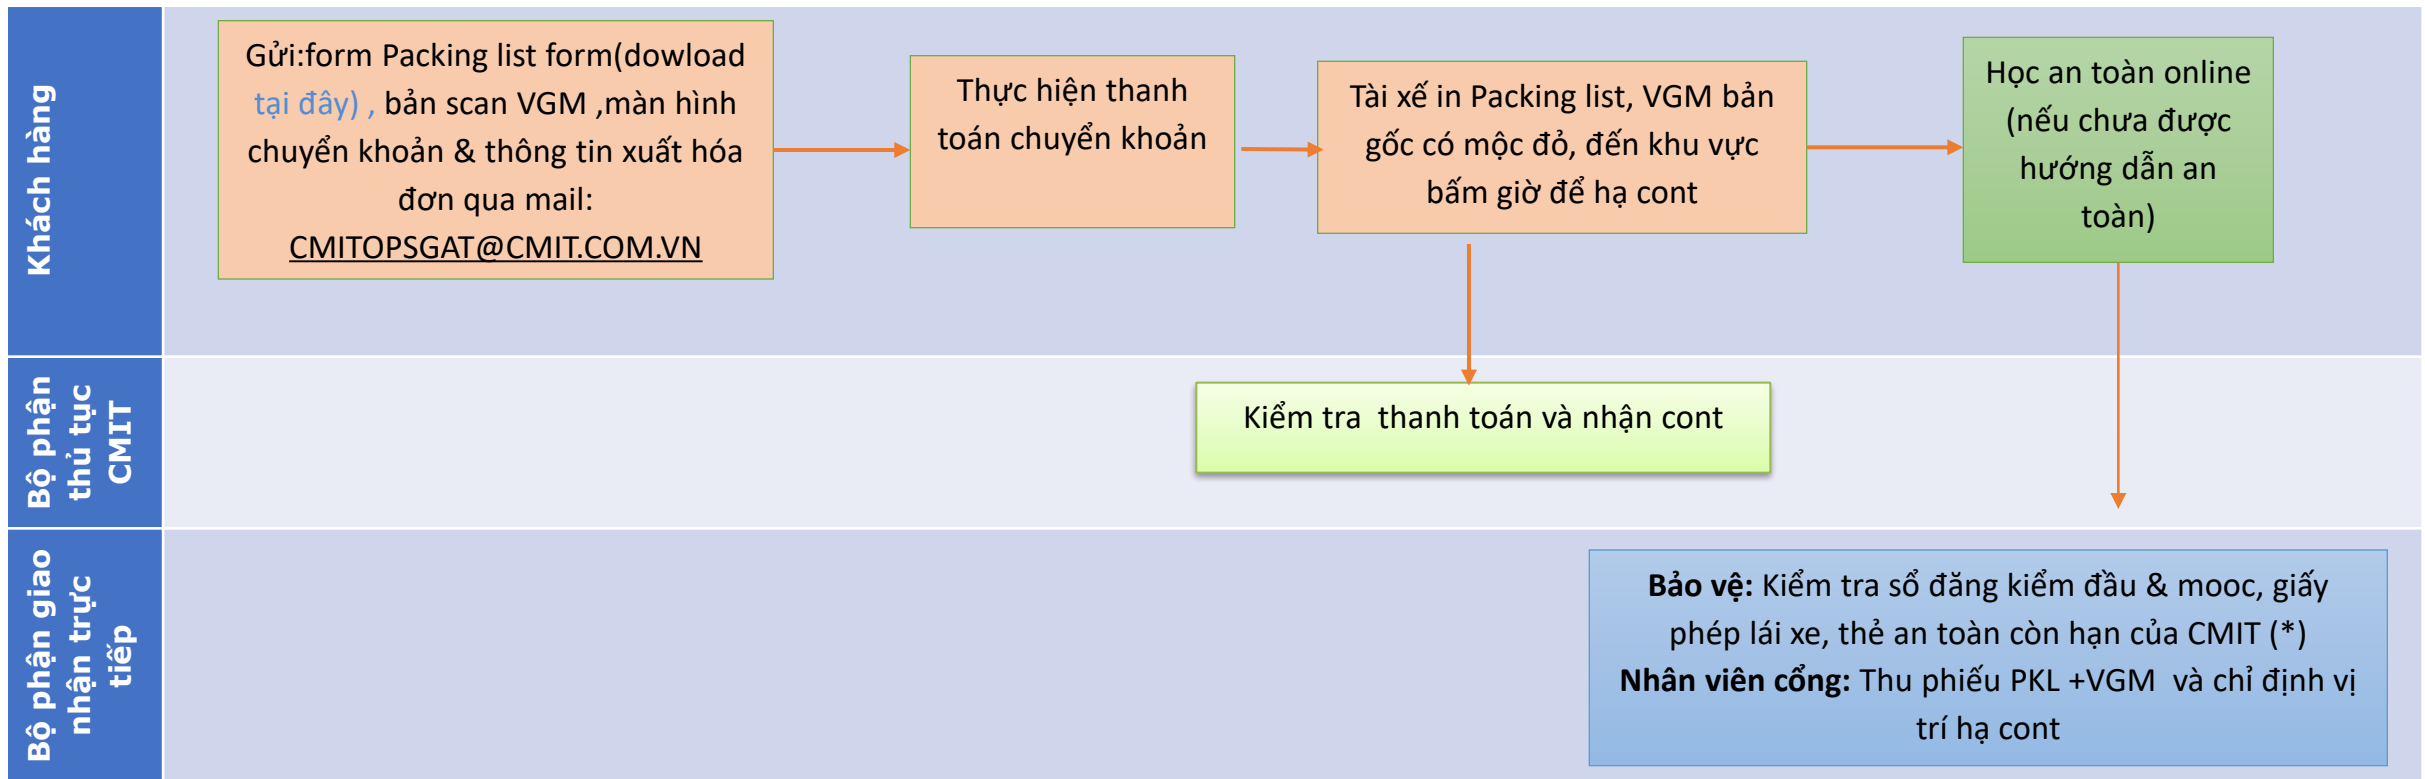 Khách hàng
Gửi:form Packing list form(dowload
tại đây) , bản scan VGM ,màn hình
chuyển khoản & thông tin xuất hóa
đơn qua mail:
CMITOPSGAT@CMIT.COM.VN
Thực hiện thanh
toán chuyển khoản
Tài xế in Packing list, VGM bản
gốc có mộc đỏ, đến khu vực
bấm giờ để hạ cont
Học an toàn online
(nếu chưa được
hướng dẫn an
toàn)
Bộ phận
thủ tục
CMIT
Kiểm tra  thanh toán và nhận cont
Bộ phận giao
nhận trực
tiếp
Bảo vệ: Kiểm tra sổ đăng kiểm đầu & mooc, giấy
phép lái xe, thẻ an toàn còn hạn của CMIT (*)
Nhân viên cổng: Thu phiếu PKL +VGM  và chỉ định vị
trí hạ cont